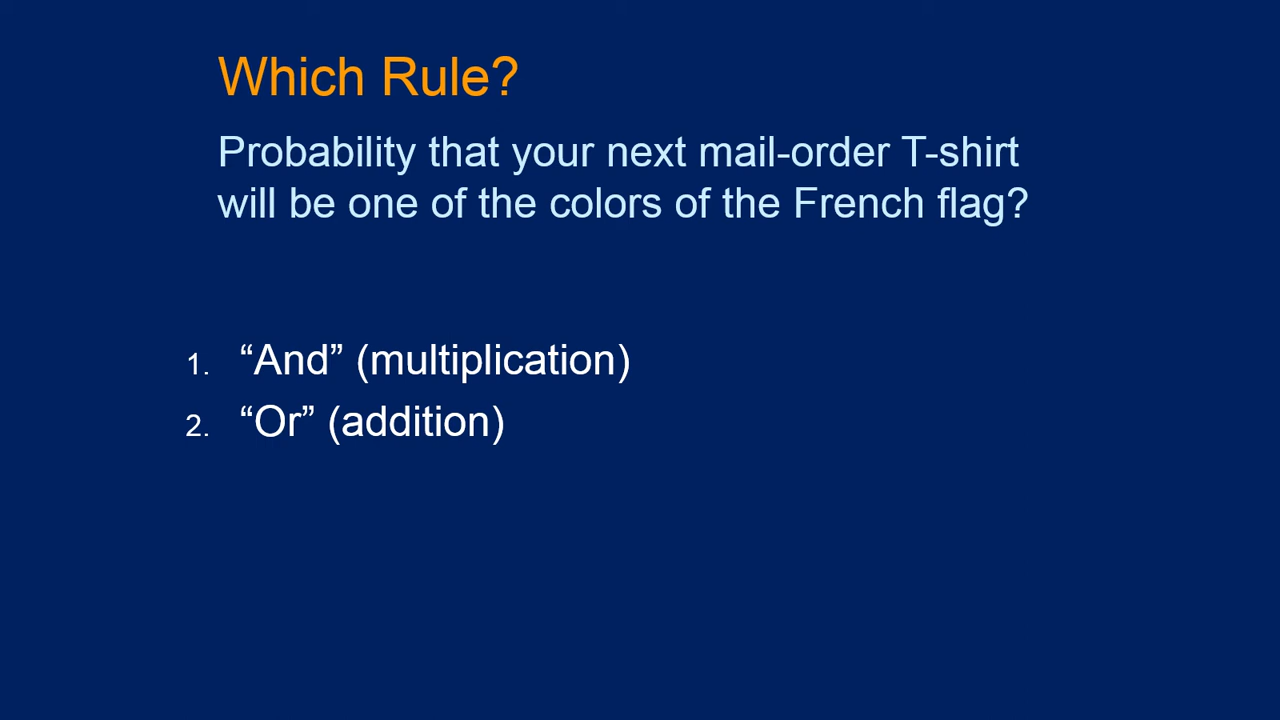 Which Rule?
Probability that your next mail-order T-shirt
will be one of the colors of the French flag?
1. “And” (multiplication)
2. “Or” (addition)